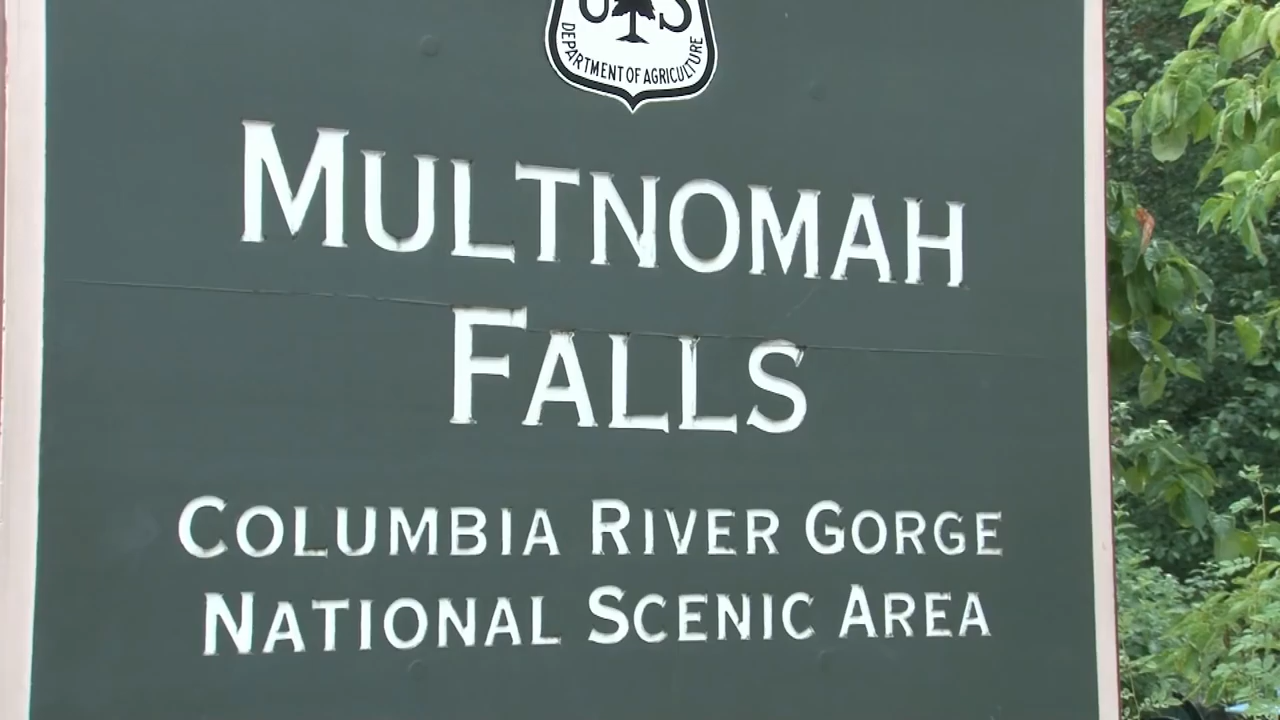 U S
DEPARTMENT OF AGRICULTURE
MULTNOMAH
FALLS
COLUMBIA RIVER GORGE
NATIONAL SCENIC AREA